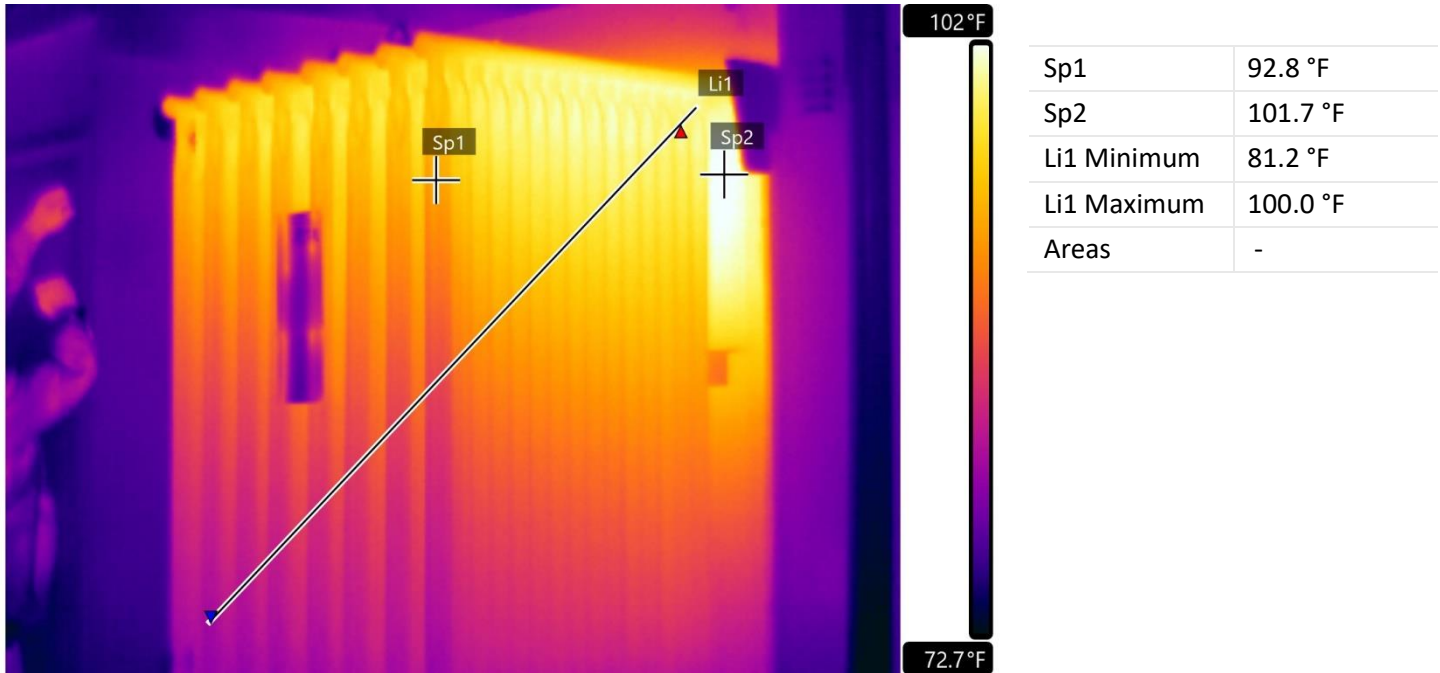 102°F
Li1
Sp1
Sp2
72.7°F
Sp1 92.8 °F
Sp2 101.7 °F
Li1 Minimum 81.2 °F
Li1 Maximum 100.0 °F
Areas -